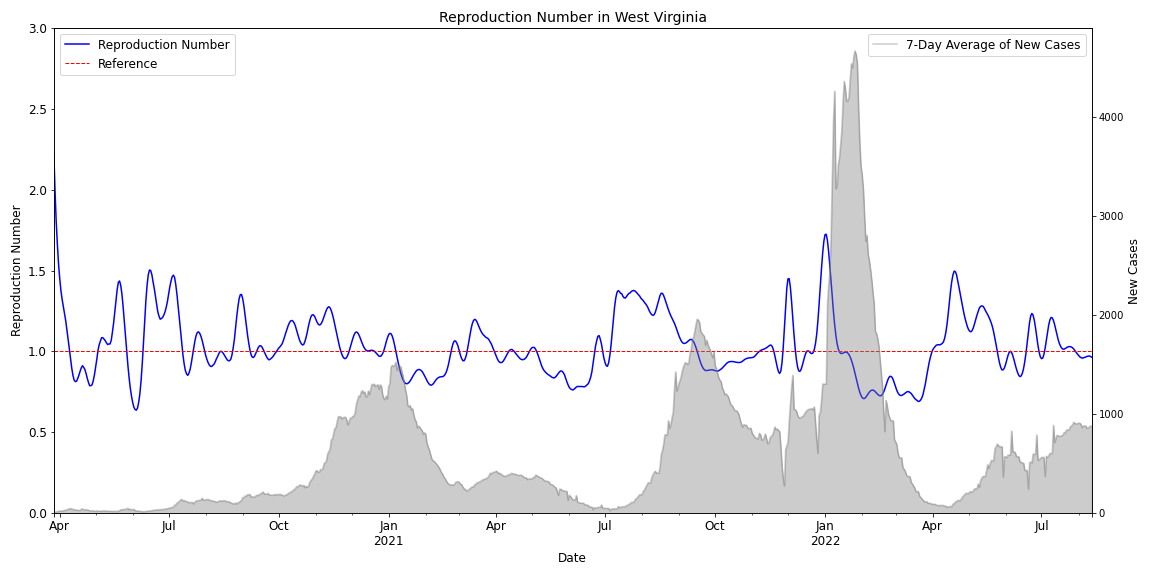 Reproduction Number in West Virginia
Reproduction Number
Reference
7-Day Average of New Cases
3.0
2.5
2.0
1.5
1.0
0.5
0.0
Reproduction Number
4000
3000
2000
1000
0
New Cases
Apr Jul Oct Jan Apr Jul Oct Jan Apr Jul
2021 2022
Date